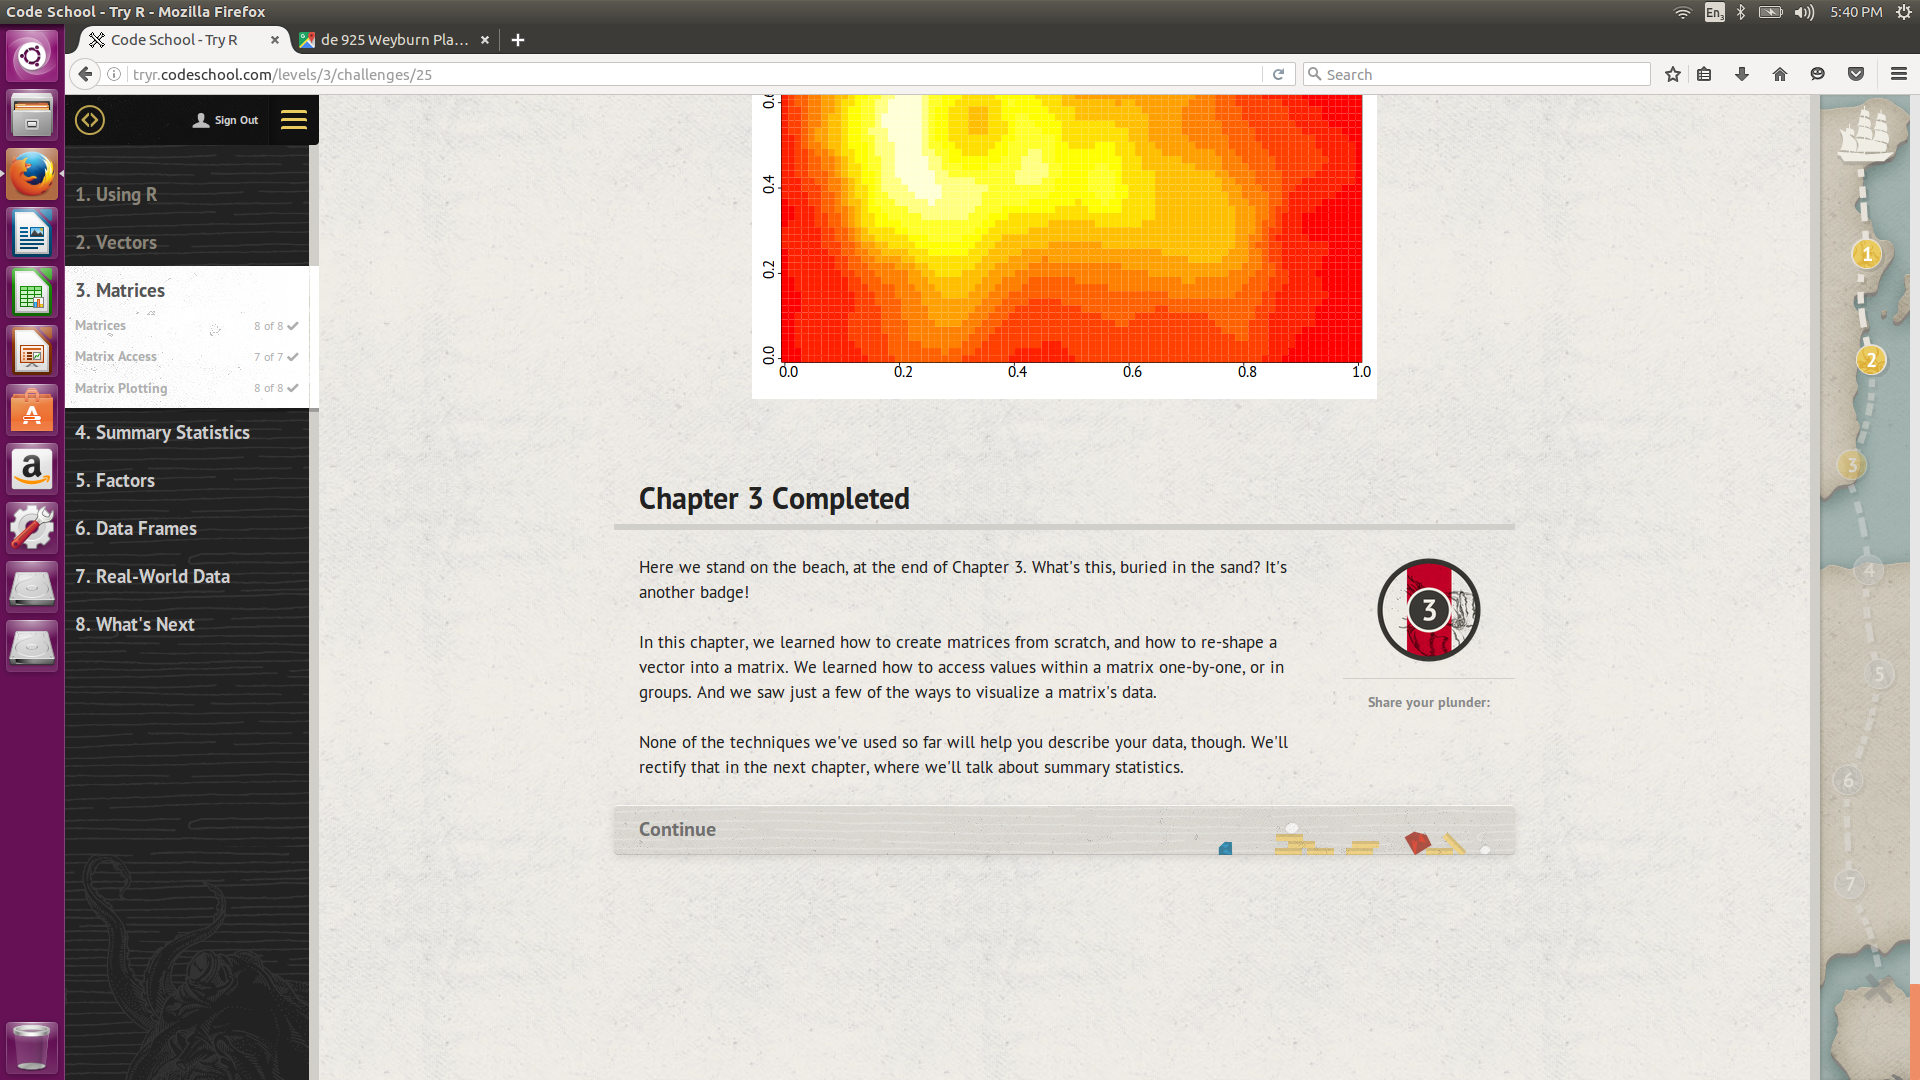 Code School - Try R - Mozilla Firefox
En
5:40 PM
Code School - Try R
de 925 Weyburn Pla...
tryr.codeschool.com/levels/3/challenges/25
Search
Sign Out
1. Using R
2. Vectors
3. Matrices
Matrices 8 of 8
Matrix Access 7 of 7
Matrix Plotting 8 of 8
4. Summary Statistics
5. Factors
6. Data Frames
7. Real-World Data
8. What's Next
0.4
0.2
0.0
0.0 0.2 0.4 0.6 0.8 1.0
Chapter 3 Completed
Here we stand on the beach, at the end of Chapter 3. What's this, buried in the sand? It's
another badge!
In this chapter, we learned how to create matrices from scratch, and how to re-shape a
vector into a matrix. We learned how to access values within a matrix one-by-one, or in
groups. And we saw just a few of the ways to visualize a matrix's data.
None of the techniques we've used so far will help you describe your data, though. We'll
rectify that in the next chapter, where we'll talk about summary statistics.
3
Share your plunder:
Continue
1
2
3
4
5
6
7